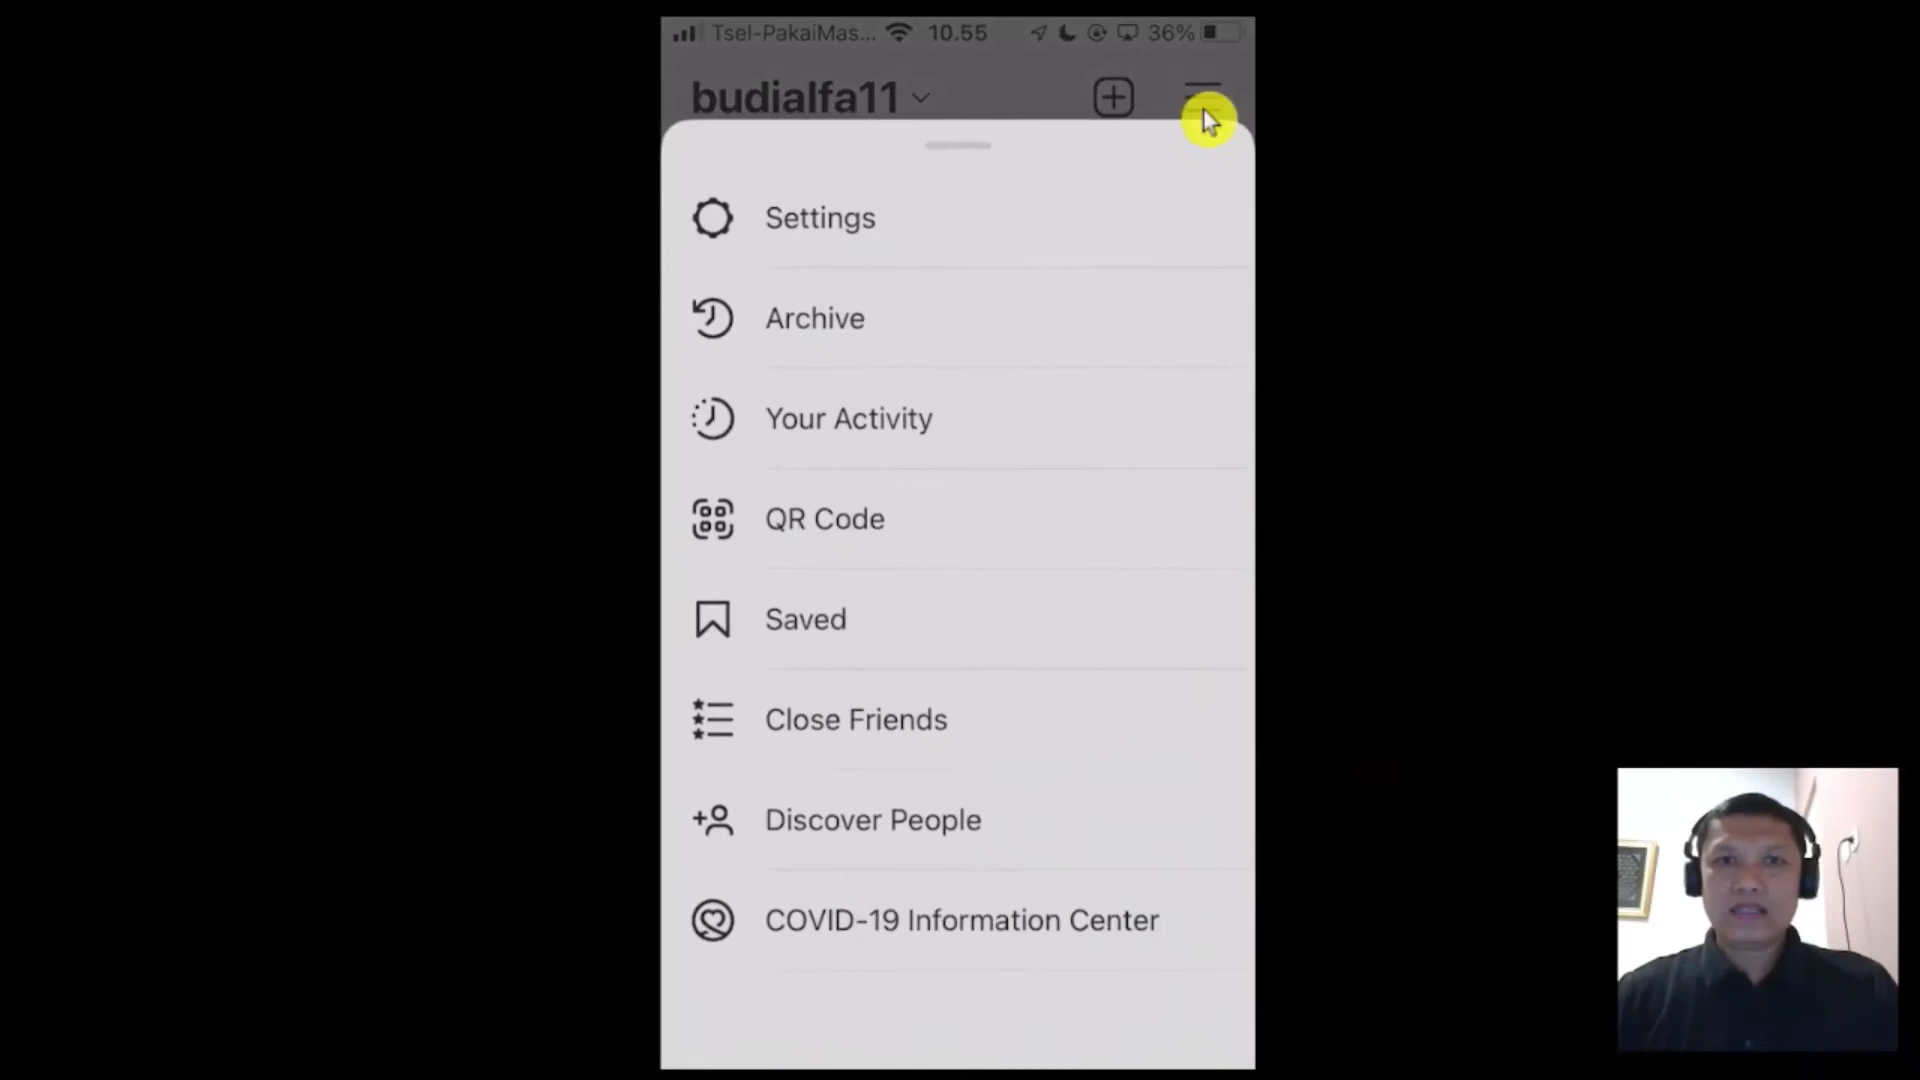 Tsel-PakaiMas... 10.55 36%
budialfa11
Settings
Archive
Your Activity
QR Code
Saved
Close Friends
Discover People
COVID-19 Information Center